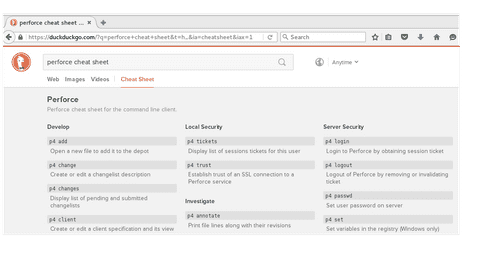 perforce cheat sheet ...
https://duckduckgo.com/?q=perforce+cheat+sheet&t=h_&ia=cheatsheet&iax=1
Search
perforce cheat sheet
Anytime
Web Images Videos Cheat Sheet
Perforce
Perforce cheat sheet for the command line client.
Develop
p4 add
Open a new file to add it to the depot
p4 change
Create or edit a changelist description
p4 changes
Display list of pending and submitted
changelists
p4 client
Create or edit a client specification and its view
Local Security
p4 tickets
Display list of sessions tickets for this user
p4 trust
Establish trust of an SSL connection to a
Perforce service
Investigate
p4 annotate
Print file lines along with their revisions
Server Security
p4 login
Login to Perforce by obtaining session ticket
p4 logout
Logout of Perforce by removing or invalidating
ticket
p4 passwd
Set user password on server
p4 set
Set variables in the registry (Windows only)